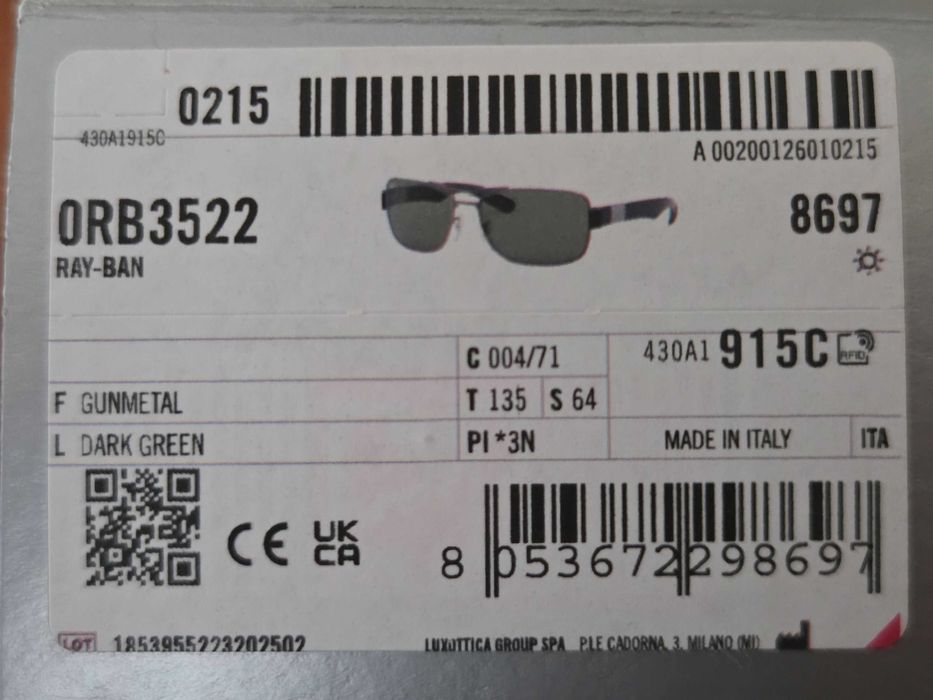 0215
430A1915C
A 00200126010215
0RB3522
8697
RAY-BAN
C 004/71
430A1 915C
RFID
F GUNMETAL
T 135 S 64
L DARK GREEN
PI *3N
MADE IN ITALY
ITA
CE UK CA
8 053672 298697
LOT 1853955223202502
LUXOTTICA GROUP SPA P.LE CADORNA, 3, MILANO (MI)